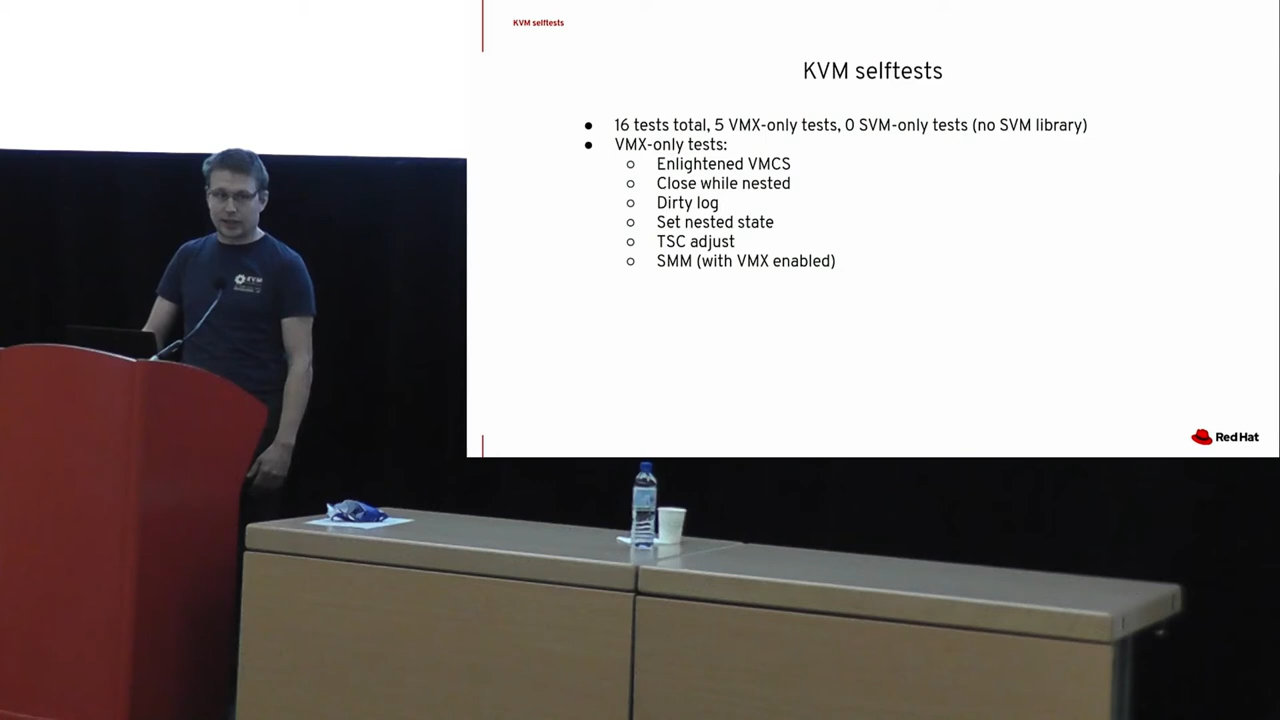 KVM selftests
KVM selftests
● 16 tests total, 5 VMX-only tests, 0 SVM-only tests (no SVM library)
● VMX-only tests:
○ Enlightened VMCS
○ Close while nested
○ Dirty log
○ Set nested state
○ TSC adjust
○ SMM (with VMX enabled)
Red Hat
KVM